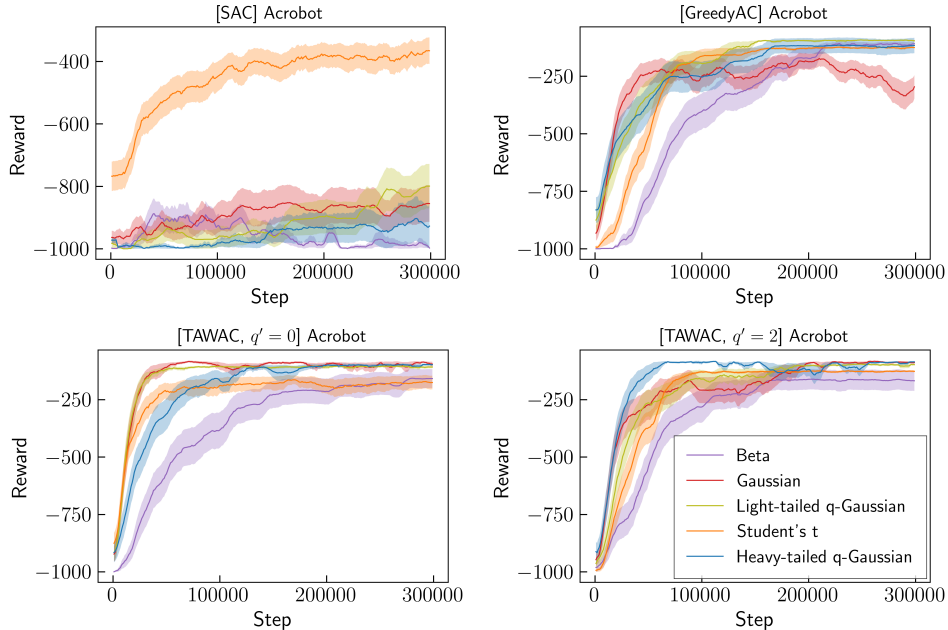 [SAC] Acrobot
Reward
−400
−600
−800
−1000
0 100000 200000 300000
Step
[GreedyAC] Acrobot
Reward
−250
−500
−750
−1000
0 100000 200000 300000
Step
[TAWAC, q′ = 0] Acrobot
Reward
−250
−500
−750
−1000
0 100000 200000 300000
Step
[TAWAC, q′ = 2] Acrobot
Reward
−250
−500
−750
−1000
0 100000 200000 300000
Step
Beta
Gaussian
Light-tailed q-Gaussian
Student's t
Heavy-tailed q-Gaussian